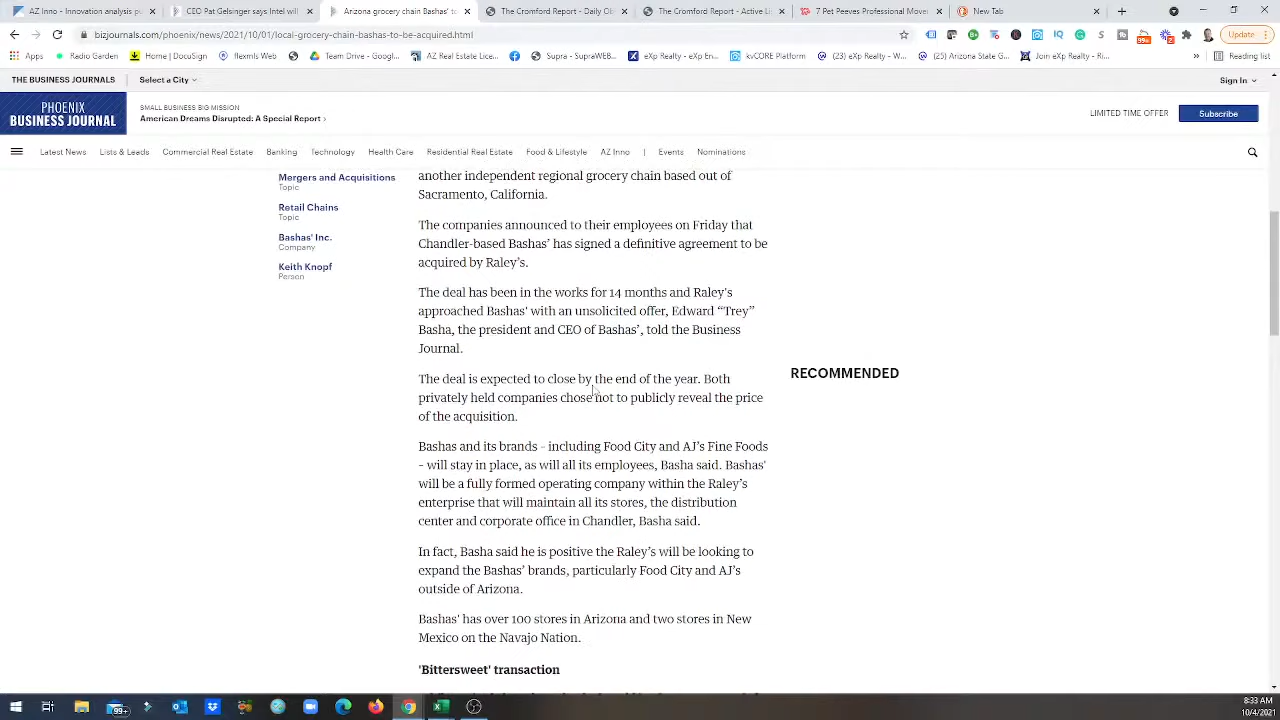 AZ Inno - Innovation analysis p
CEO Pat Gelsinger says Intel will
Arizona grocery chain Bashas' to
The Cromford Report - Daily Ob
The Cromford Report - Active Li
7 Pet Peeves Professional Mover
New Tab
bizjournals.com/phoenix/news/2021/10/01/local-grocery-chain-bashas-to-be-acquired.html
Update
Apps
Radio Garden
Home | DocuSign
flexmls Web
Team Drive - Googl...
AZ Real Estate Lice...
SupraWEB - SupraWEB...
eXp Realty - eXp En...
kvCORE Platform
(23) eXp Realty - W...
(23) Arizona State G...
Join eXp Realty - Ri...
»
Reading list
THE BUSINESS JOURNALS
Select a City
Sign In
PHOENIX
BUSINESS JOURNAL
SMALL BUSINESS BIG MISSION
American Dreams Disrupted: A Special Report ›
LIMITED TIME OFFER
Subscribe
Latest News
Lists & Leads
Commercial Real Estate
Banking
Technology
Health Care
Residential Real Estate
Food & Lifestyle
AZ Inno
|
Events
Nominations
Mergers and Acquisitions
Topic
Retail Chains
Topic
Bashas' Inc.
Company
Keith Knopf
Person
another independent regional grocery chain based out of
Sacramento, California.
The companies announced to their employees on Friday that
Chandler-based Bashas’ has signed a definitive agreement to be
acquired by Raley’s.
The deal has been in the works for 14 months and Raley's
approached Bashas' with an unsolicited offer, Edward “Trey”
Basha, the president and CEO of Bashas’, told the Business
Journal.
The deal is expected to close by the end of the year. Both
privately held companies chose not to publicly reveal the price
of the acquisition.
Bashas and its brands – including Food City and AJ’s Fine Foods
– will stay in place, as will all its employees, Basha said. Bashas'
will be a fully formed operating company within the Raley’s
enterprise that will maintain all its stores, the distribution
center and corporate office in Chandler, Basha said.
In fact, Basha said he is positive the Raley’s will be looking to
expand the Bashas’ brands, particularly Food City and AJ’s
outside of Arizona.
Bashas' has over 100 stores in Arizona and two stores in New
Mexico on the Navajo Nation.
'Bittersweet' transaction
RECOMMENDED
8:33 AM
10/4/2021